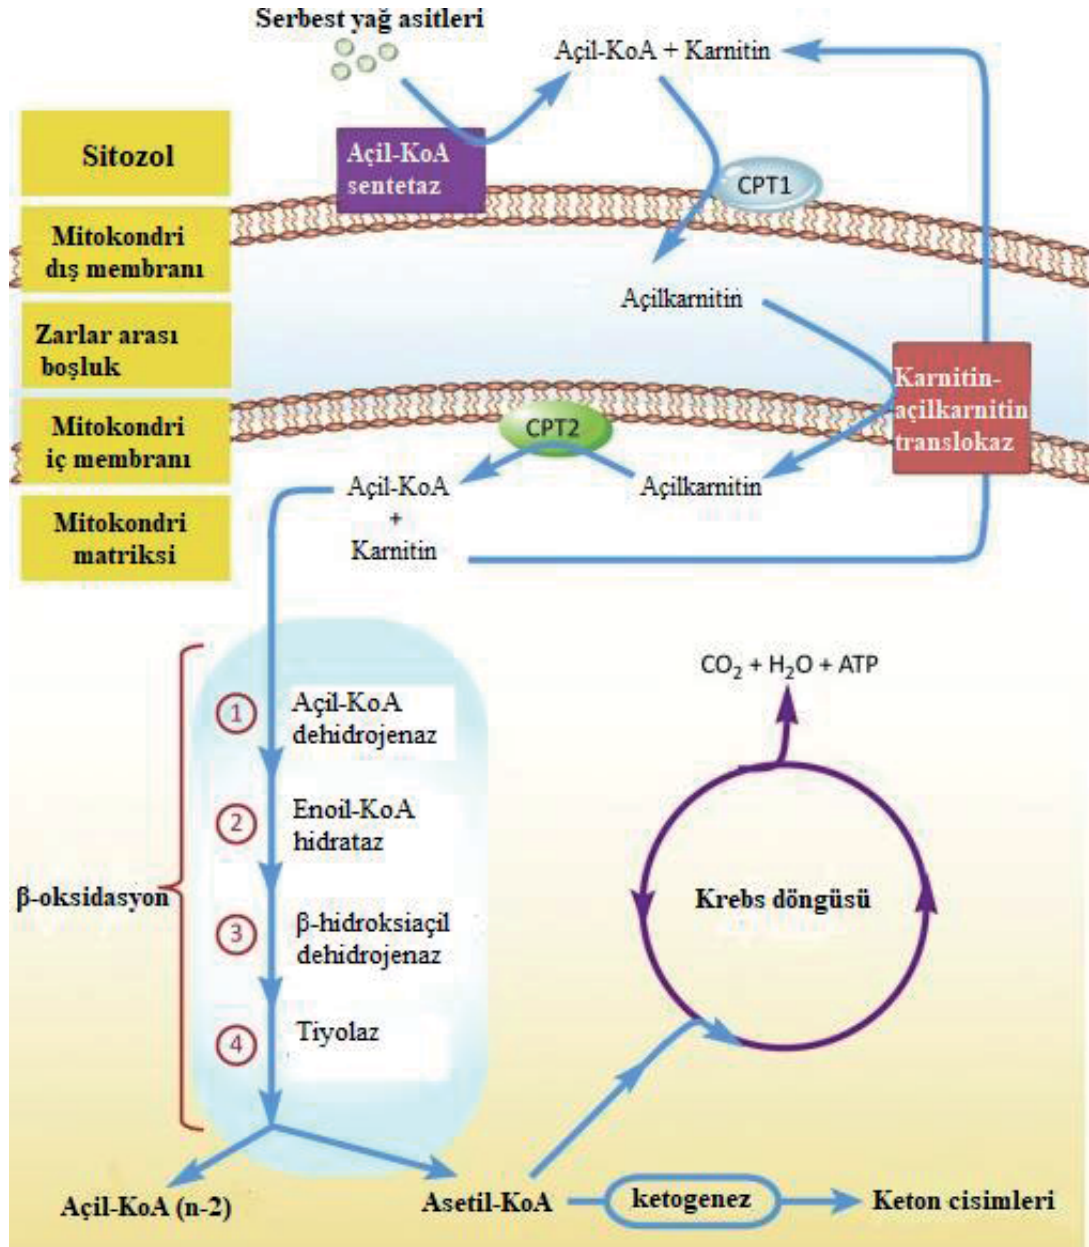 Serbest yağ asitleri
Açil-KoA + Karnitin
Sitozol
Açil-KoA
sentetaz
CPT1
Mitokondri
dış membranı
Açilkarnitin
Zarlar arası
boşluk
Karnitin-
açilkarnitin
translokaz
Mitokondri
iç membranı
CPT2
Açil-KoA
+
Karnitin
Açilkarnitin
Mitokondri
matriksi
CO₂ + H₂O + ATP
1
Açil-KoA
dehidrojenaz
2
Enoil-KoA
hidrataz
β-oksidasyon
Krebs döngüsü
3
β-hidroksiaçil
dehidrojenaz
4
Tiyolaz
Açil-KoA (n-2)
Asetil-KoA
ketogenez
Keton cisimleri